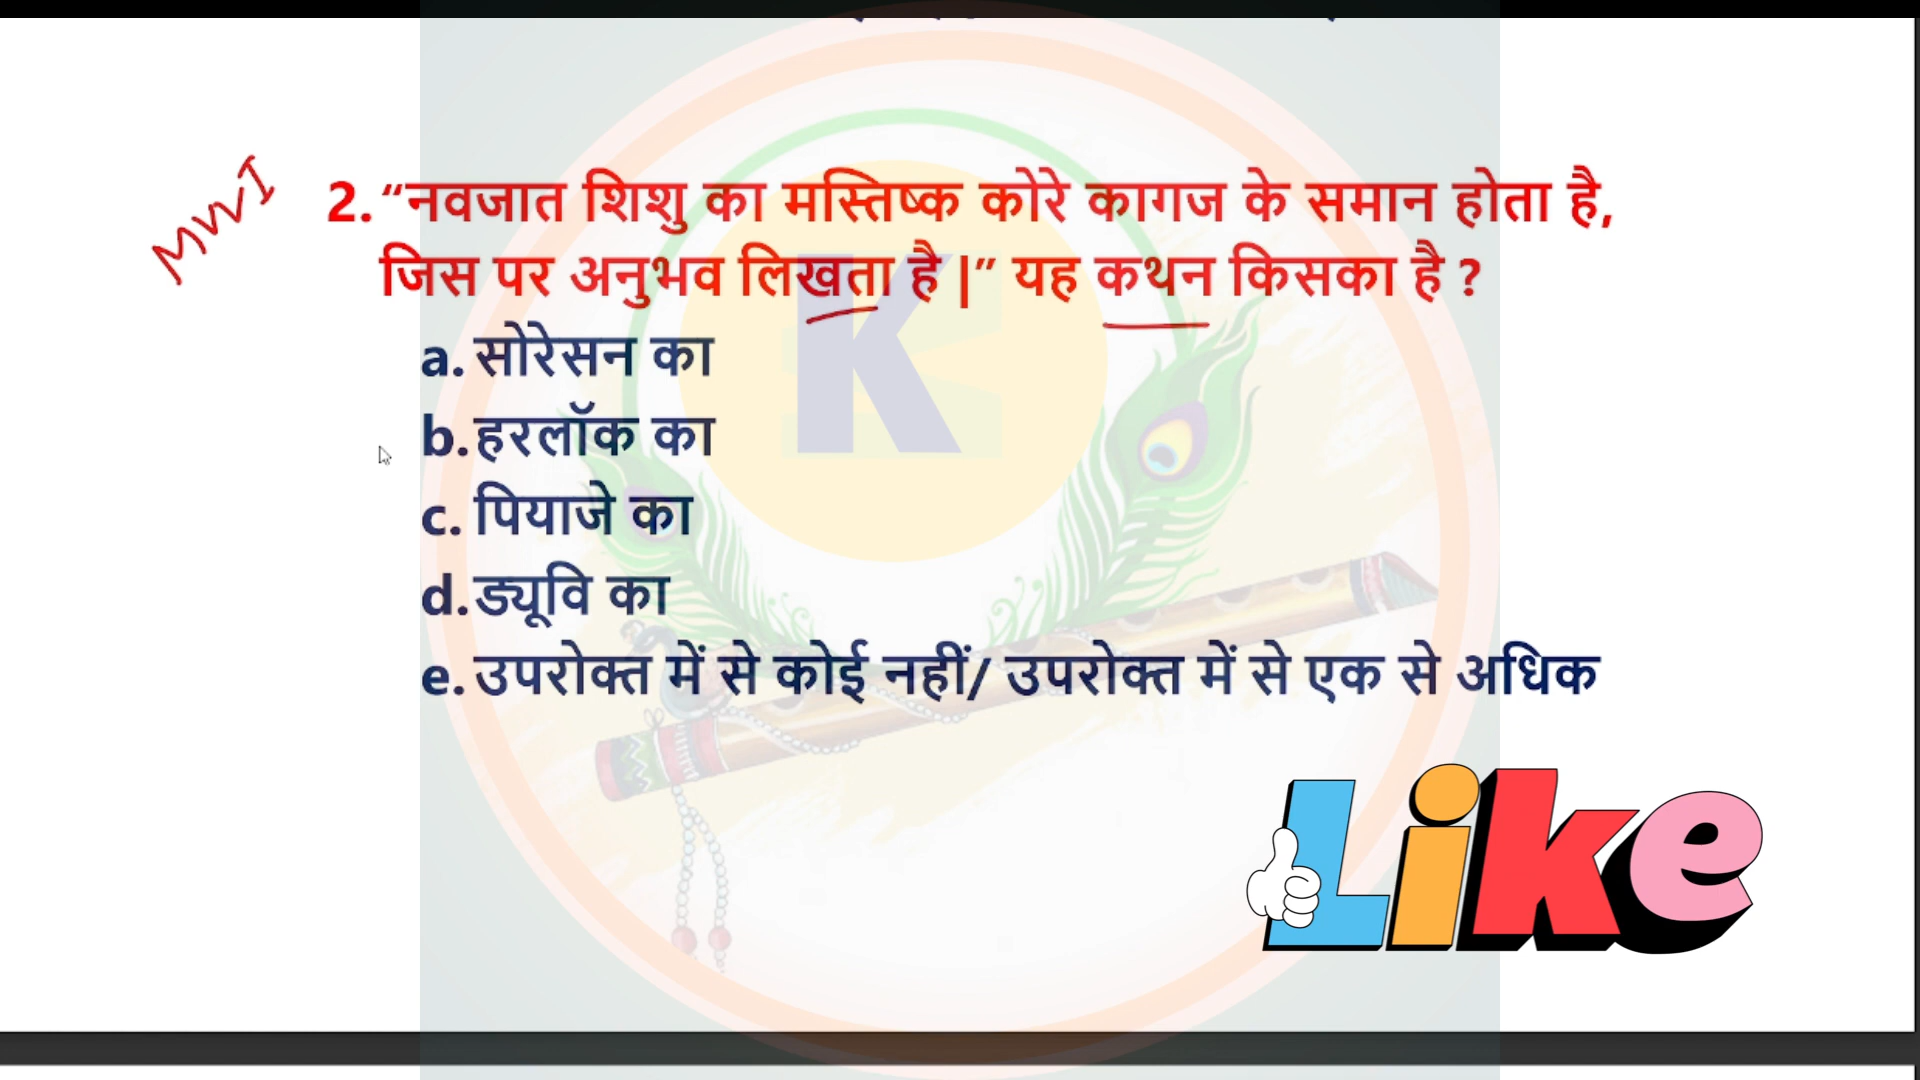 MWI
2. “नवजात शिशु का मस्तिष्क कोरे कागज के समान होता है,
जिस पर अनुभव लिखता है |” यह कथन किसका है ?
a. सोरेसन का
b. हरलॉक का
c. पियाजे का
d. ड्यूवि का
e. उपरोक्त में से कोई नहीं/ उपरोक्त में से एक से अधिक
K
Like